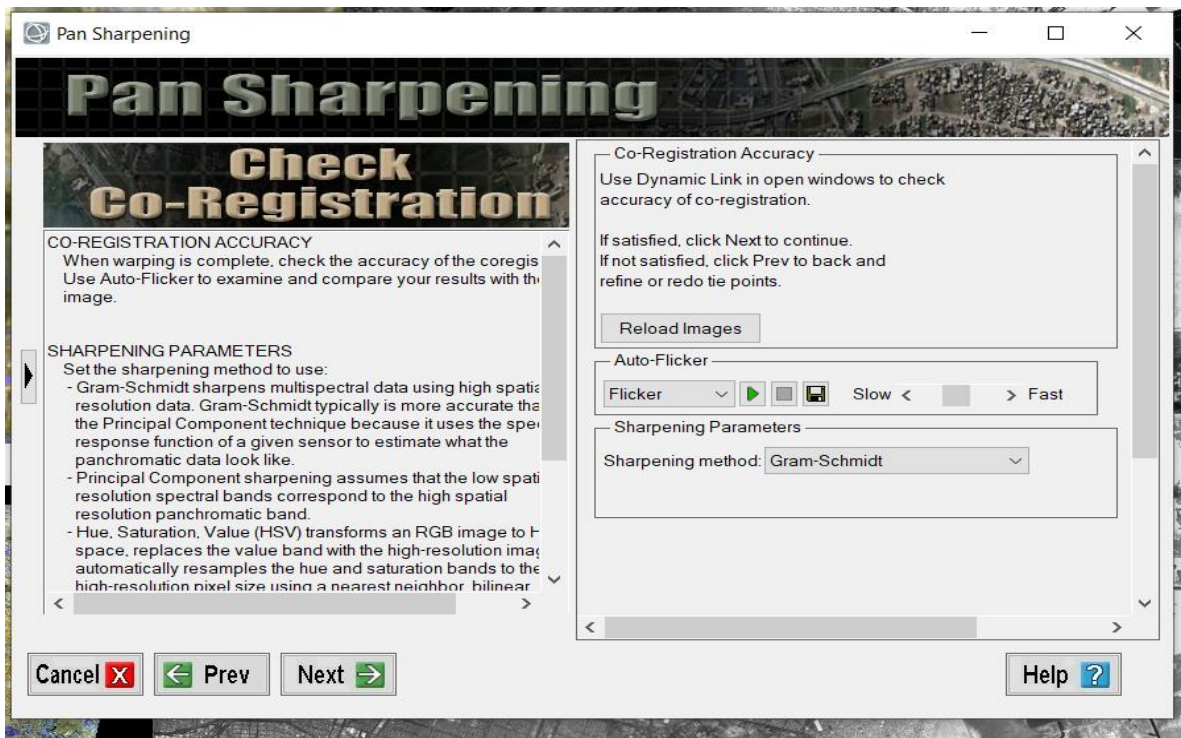 Pan Sharpening
Pan Sharpening
Check
Co-Registration
CO-REGISTRATION ACCURACY
When warping is complete, check the accuracy of the coregis
Use Auto-Flicker to examine and compare your results with the
image.
SHARPENING PARAMETERS
Set the sharpening method to use:
- Gram-Schmidt sharpens multispectral data using high spatia
resolution data. Gram-Schmidt typically is more accurate tha
the Principal Component technique because it uses the spe
response function of a given sensor to estimate what the
panchromatic data look like.
- Principal Component sharpening assumes that the low spati
resolution spectral bands correspond to the high spatial
resolution panchromatic band.
- Hue, Saturation, Value (HSV) transforms an RGB image to H
space, replaces the value band with the high-resolution imag
automatically resamples the hue and saturation bands to the
high-resolution pixel size using a nearest neighbor, bilinear
Co-Registration Accuracy
Use Dynamic Link in open windows to check
accuracy of co-registration.
If satisfied, click Next to continue.
If not satisfied, click Prev to back and
refine or redo tie points.
Reload Images
Auto-Flicker
Flicker Slow Fast
Sharpening Parameters
Sharpening method: Gram-Schmidt
Cancel X Prev Next Help ?